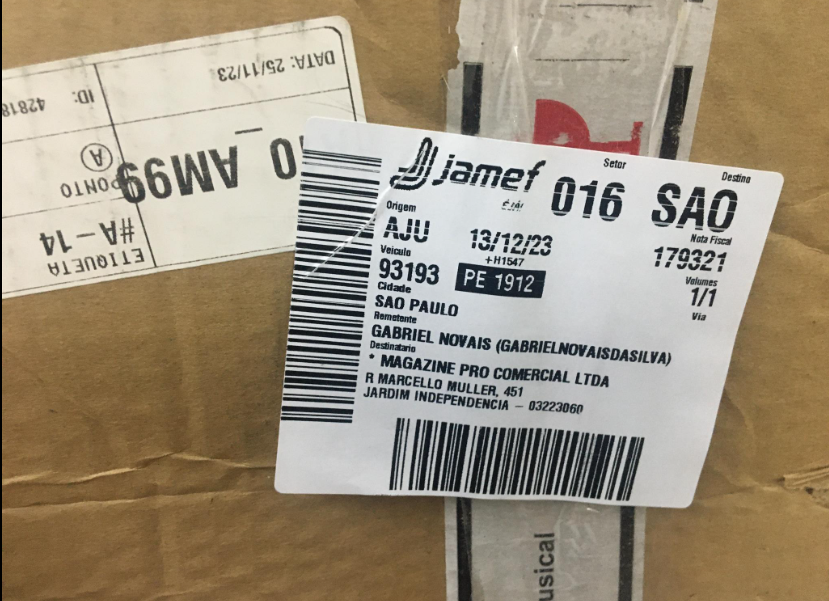 jamef
Setor
016
Destino
SAO
Origem
AJU
13/12/23
Nota Fiscal
179321
Veiculo
93193
+H1547
PE 1912
Volumes
1/1
Via
Cidade
SAO PAULO
Remetente
GABRIEL NOVAIS (GABRIELNOVAISDASILVA)
Destinatario
* MAGAZINE PRO COMERCIAL LTDA
R MARCELLO MULLER, 451
JARDIM INDEPENDENCIA - 03223060
ETIQUETA
#A-14
PONTO
A
0_AM99
ID: 42818
DATA: 25/11/23
usical